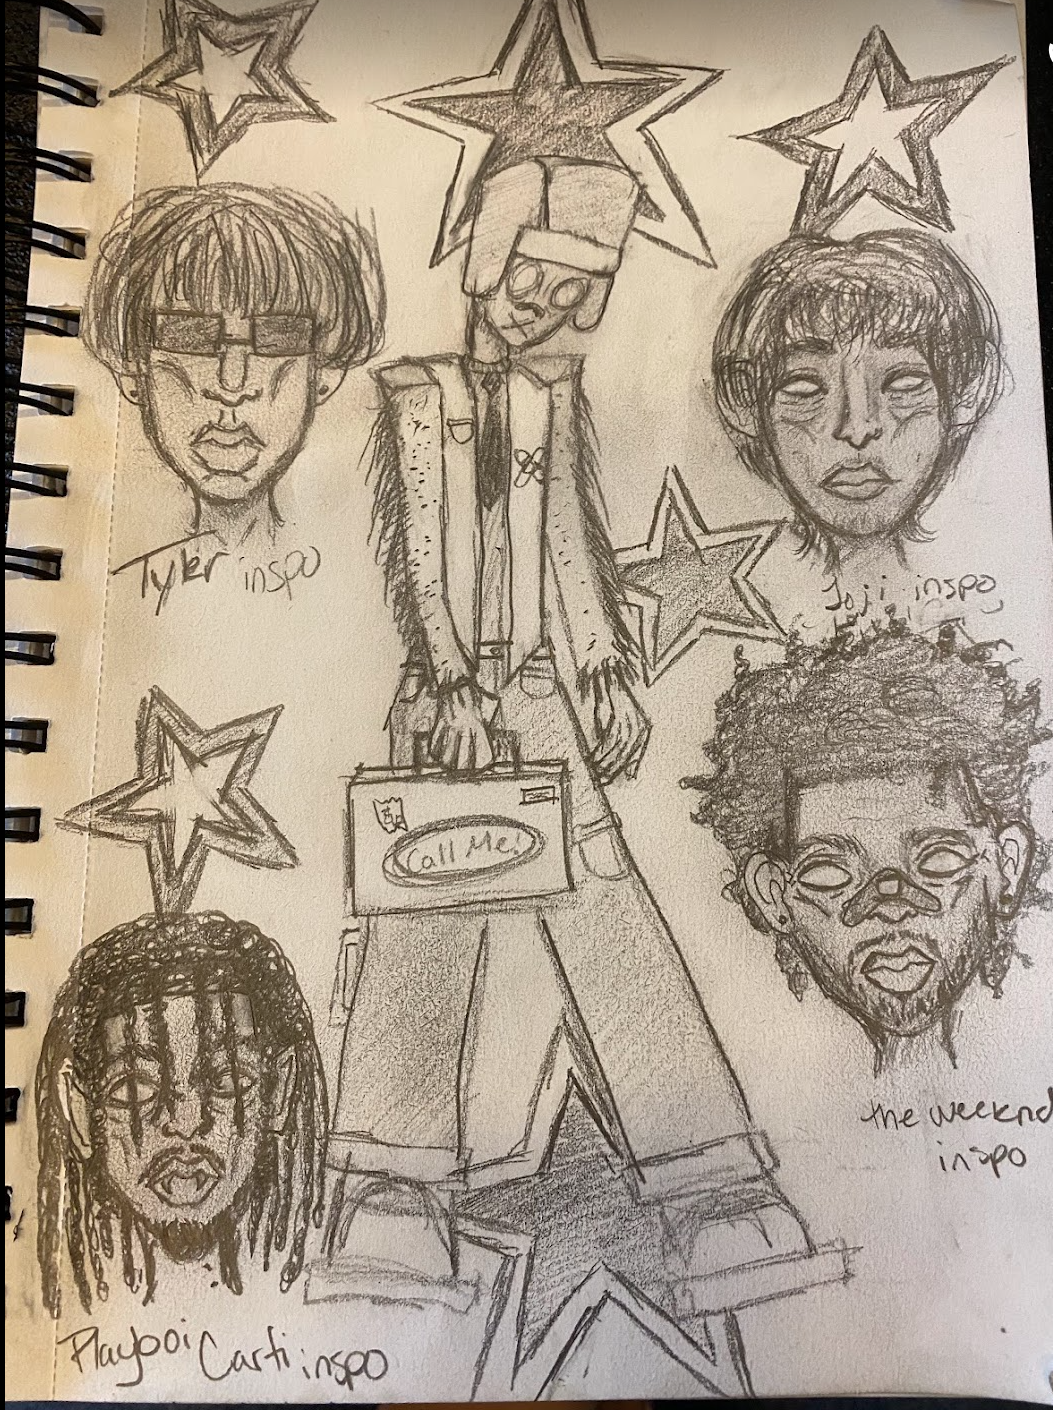 Tyler inspo
Joji inspo
Call Me!
the weeknd
inspo
Playboi Carti inspo